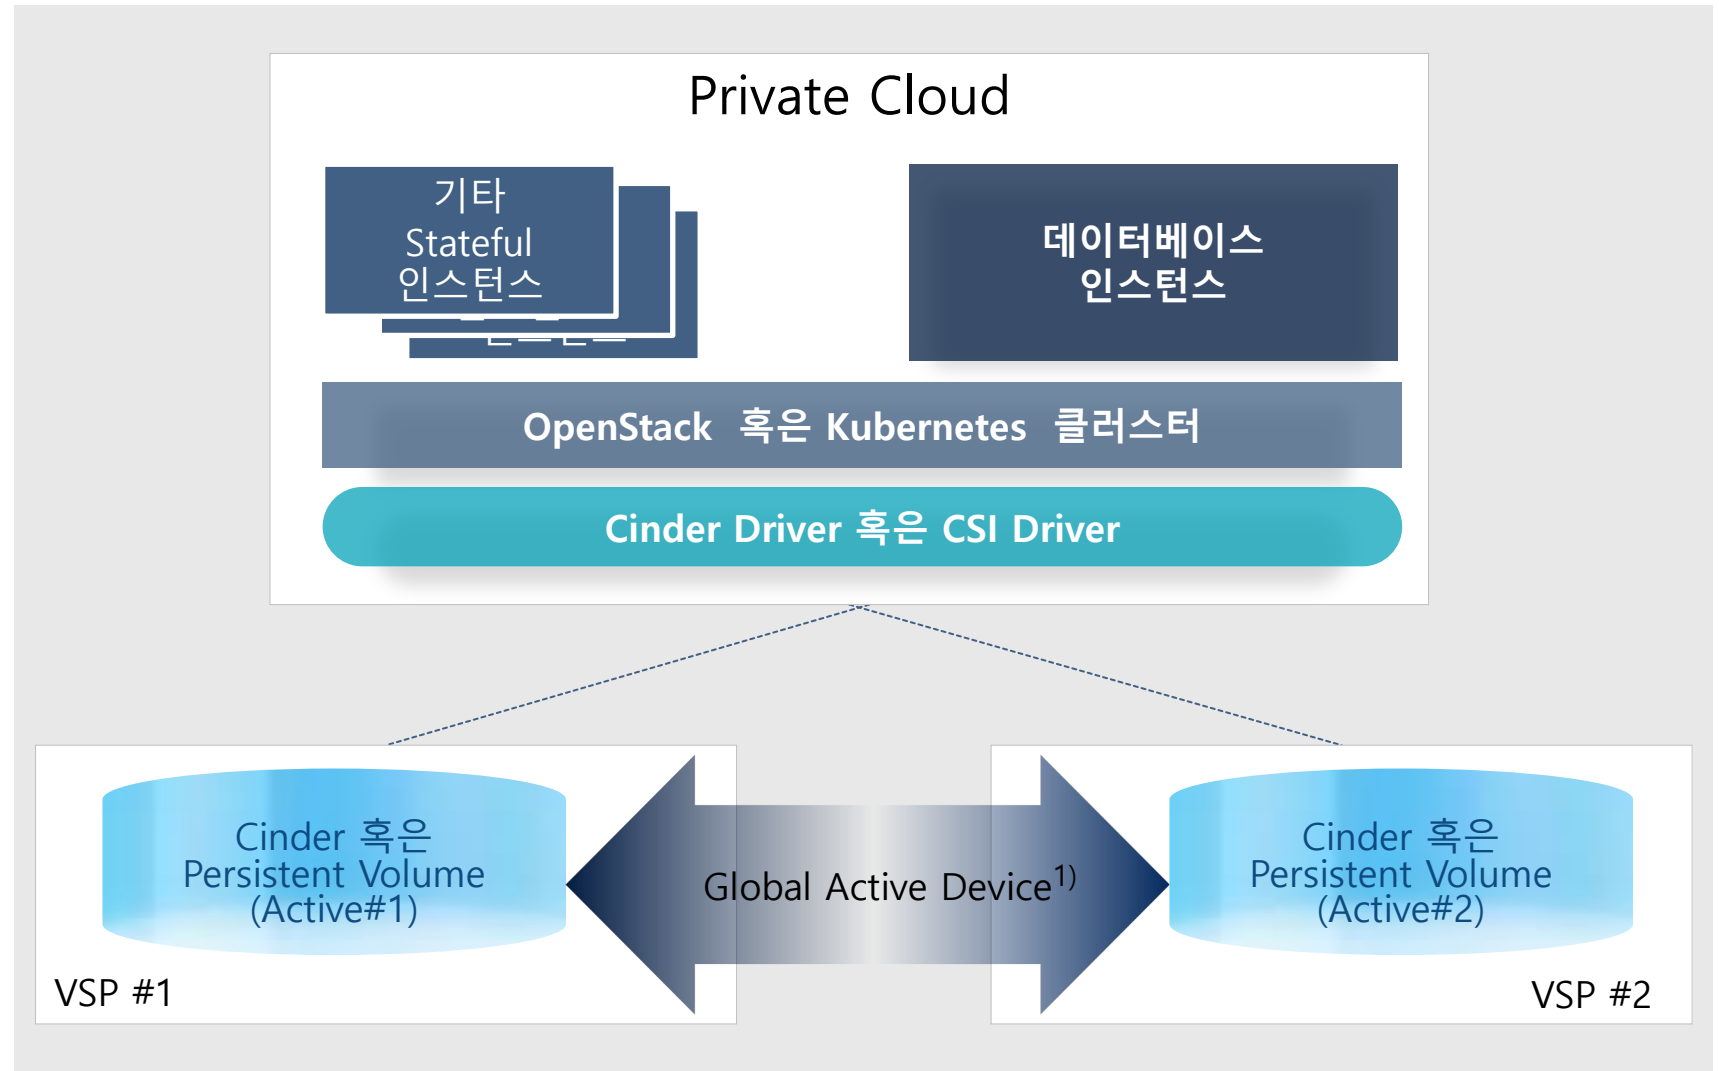 Private Cloud
기타
Stateful
인스턴스
데이터베이스
인스턴스
OpenStack 혹은 Kubernetes 클러스터
Cinder Driver 혹은 CSI Driver
Cinder 혹은
Persistent Volume
(Active#1)
VSP #1
Global Active Device1)
Cinder 혹은
Persistent Volume
(Active#2)
VSP #2